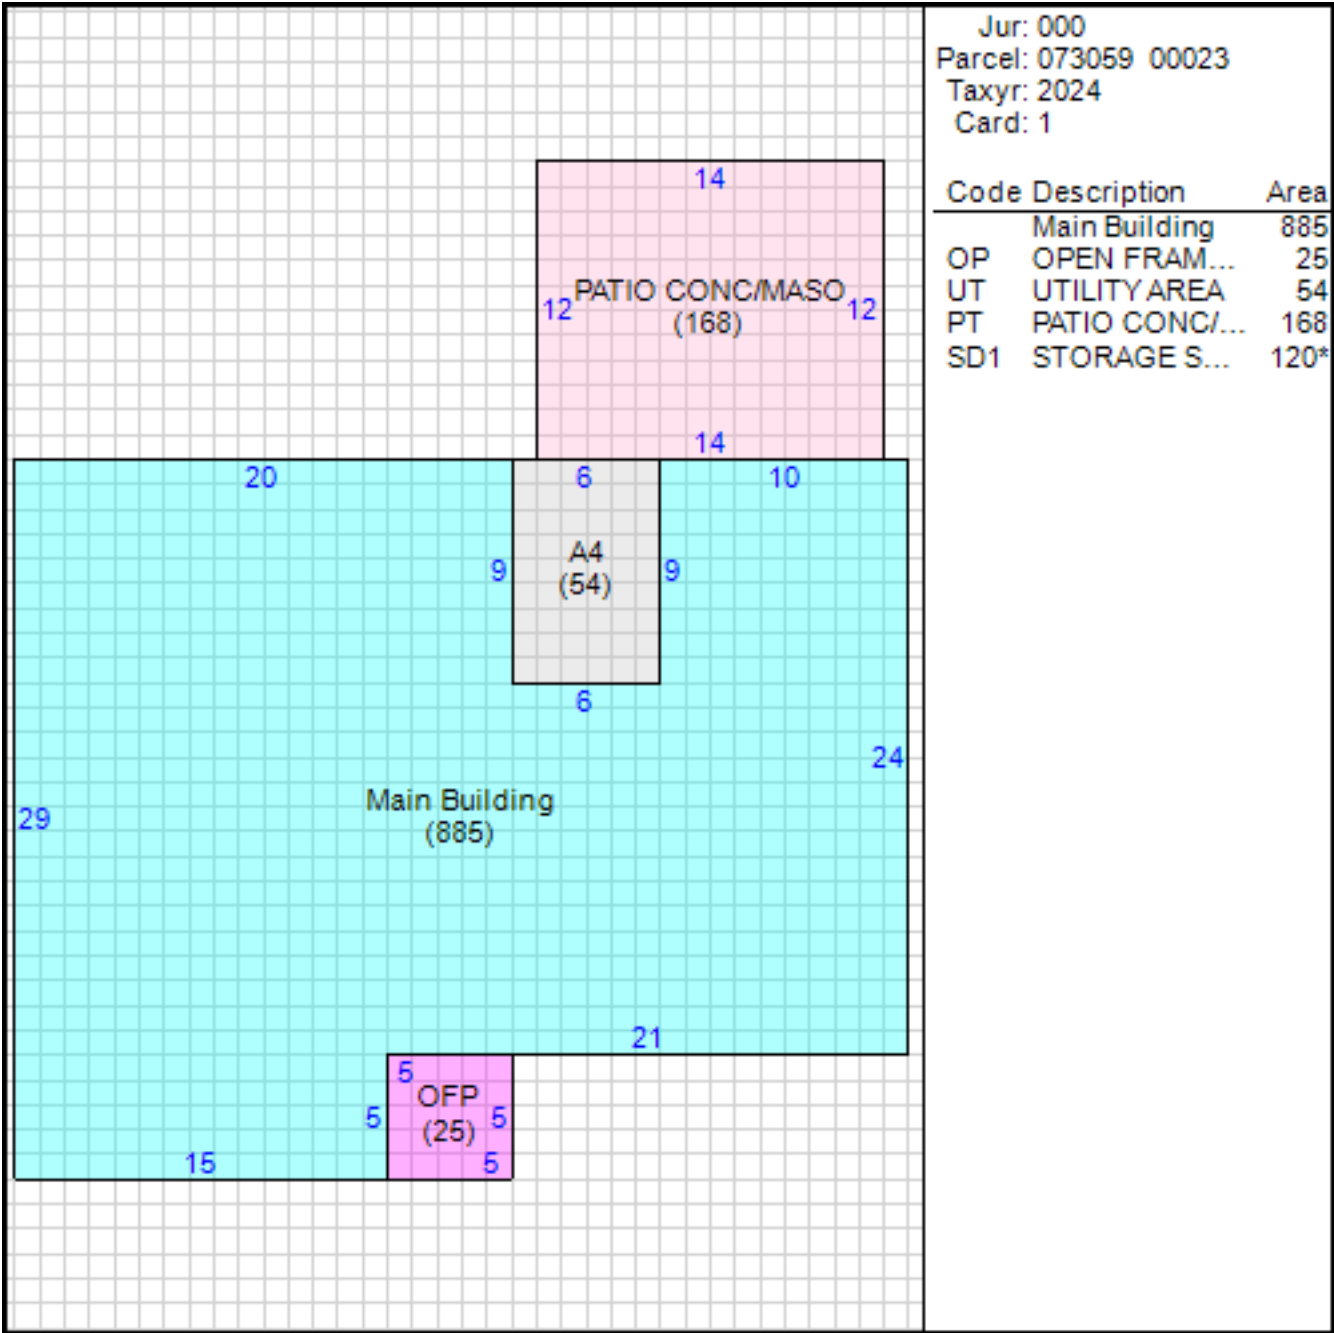 Jur: 000
Parcel: 073059 00023
Taxyr: 2024
Card: 1
Code Description Area
Main Building 885
OP OPEN FRAM... 25
UT UTILITY AREA 54
PT PATIO CONC/... 168
SD1 STORAGE S... 120*
14
PATIO CONC/MASO
12 12
(168)
14
20 6 10
A4
9 9
(54)
6
24
Main Building
29
(885)
21
5
OFP
5 5
(25)
15 5